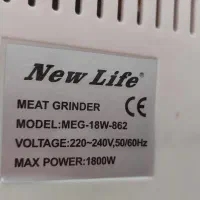 New Life®
MEAT GRINDER
CE
MODEL:MEG-18W-862
VOLTAGE:220~240V,50/60Hz
MAX POWER:1800W